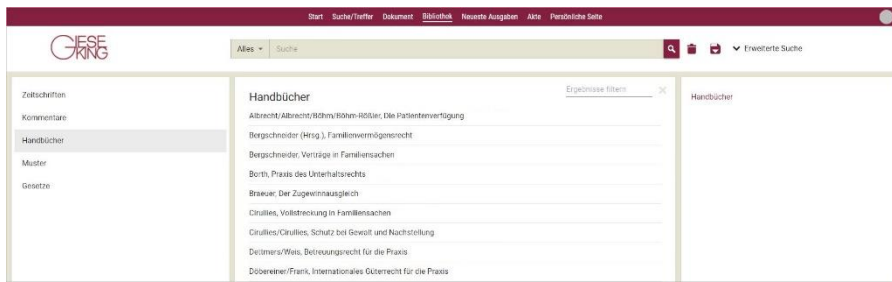 Start Suche/Treffer Dokument Bibliothek Neueste Ausgaben Akte Persönliche Seite
GIESEKING
Alles Suche Erweiterte Suche
Zeitschriften
Kommentare
Handbücher
Muster
Gesetze
Handbücher Ergebnisse filtern
Albrecht/Albrecht/Böhm/Böhm-Rößler, Die Patientenverfügung
Bergschneider (Hrsg.), Familienvermögensrecht
Bergschneider, Verträge in Familiensachen
Borth, Praxis des Unterhaltsrechts
Braeuer, Der Zugewinnausgleich
Cirullies, Vollstreckung in Familiensachen
Cirullies/Cirullies, Schutz bei Gewalt und Nachstellung
Dettmers/Weis, Betreuungsrecht für die Praxis
Döbereiner/Frank, Internationales Güterrecht für die Praxis
Handbücher